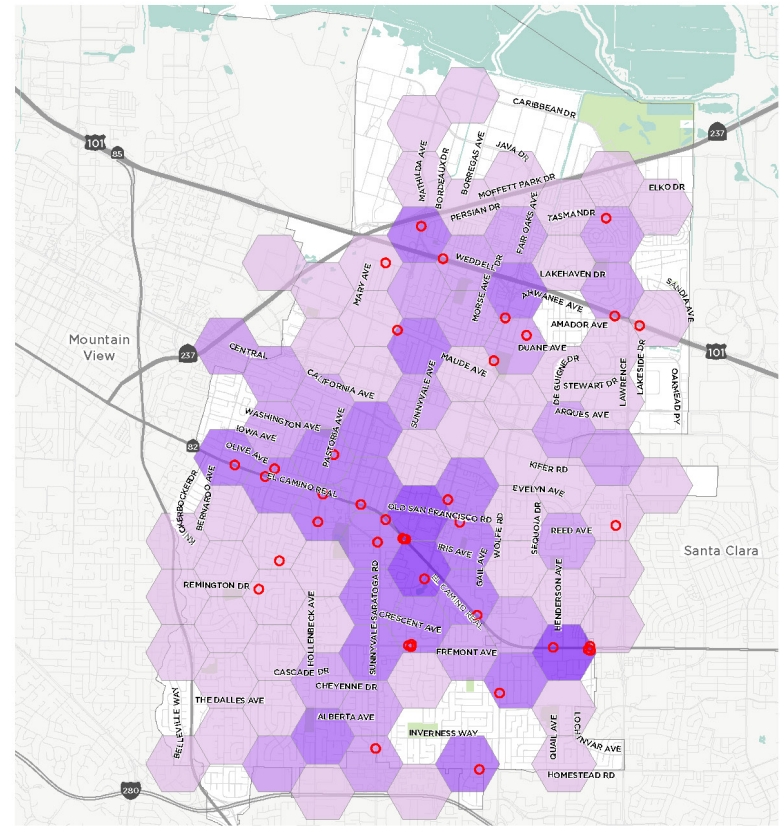 CARIBBEAN DR
237
101
85
JAVA DR
MATHILDA AVE
BORDEAUX DR
BORREGAS AVE
MOFFETT PARK DR
ELKO DR
PERSIAN DR
FAIR OAKS AVE
TASMAN DR
WEDDELL DR
LAKEHAVEN DR
MARY AVE
MORSE AVE
AHWANEE AVE
SANDIA AVE
AMADOR AVE
Mountain
View
237
CENTRAL
DUANE AVE
101
MAUDE AVE
DE GUIGNE DR
STEWART DR
LAWRENCE
LAKESIDE DR
OAKMEAD PY
CALIFORNIA AVE
SUNNYVALE AVE
ARQUES AVE
WASHINGTON AVE
PASTORIA AVE
IOWA AVE
82
OLIVE AVE
KIFER RD
EL CAMINO REAL
KNICKERBOCKER DR
BERNARDO AVE
EVELYN AVE
OLD SAN FRANCISCO RD
WOLFE RD
SEQUOIA DR
REED AVE
IRIS AVE
Santa Clara
GAIL AVE
REMINGTON DR
EL CAMINO REAL
HENDERSON AVE
HOLLENBECK AVE
SUNNYVALE/SARATOGA RD
CRESCENT AVE
FREMONT AVE
CASCADE DR
CHEYENNE DR
THE DALLES AVE
BELLEVILLE WAY
ALBERTA AVE
INVERNESS WAY
QUAIL AVE
LOCHINVAR AVE
HOMESTEAD RD
280